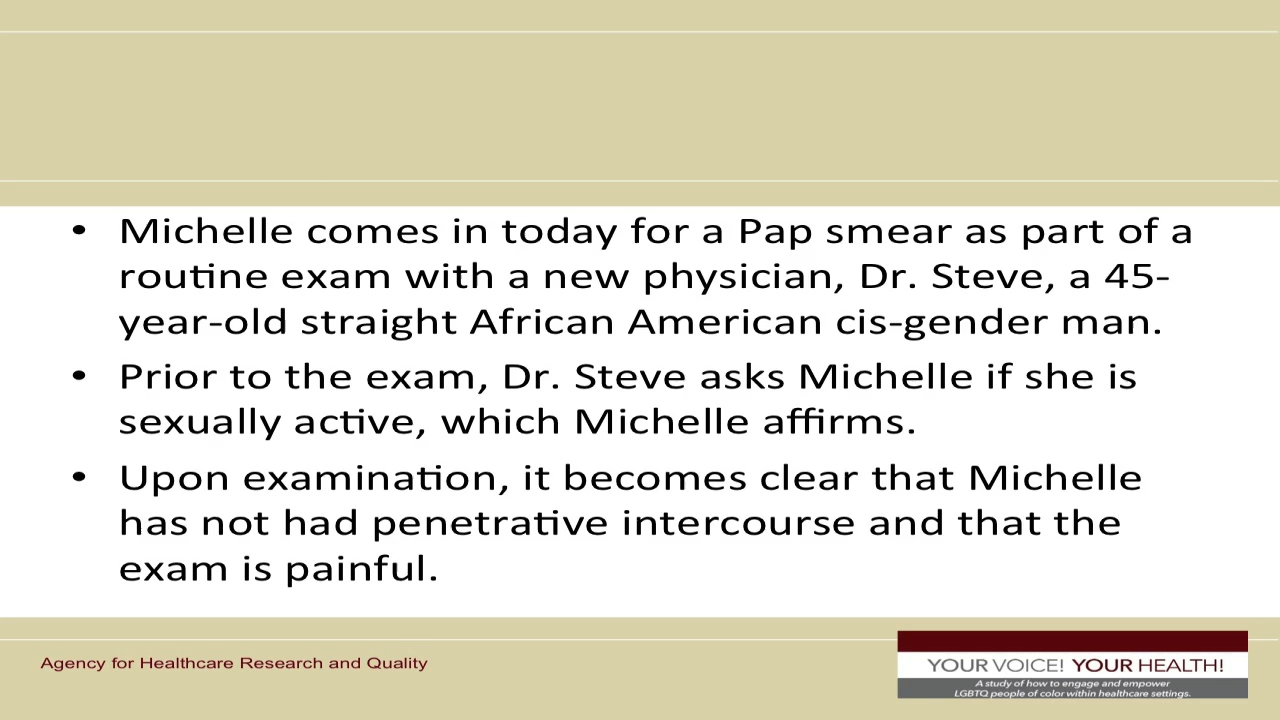 • Michelle comes in today for a Pap smear as part of a
routine exam with a new physician, Dr. Steve, a 45-
year-old straight African American cis-gender man.
• Prior to the exam, Dr. Steve asks Michelle if she is
sexually active, which Michelle affirms.
• Upon examination, it becomes clear that Michelle
has not had penetrative intercourse and that the
exam is painful.
Agency for Healthcare Research and Quality
YOUR VOICE! YOUR HEALTH!
A study of how to engage and empower
LGBTQ people of color within healthcare settings.